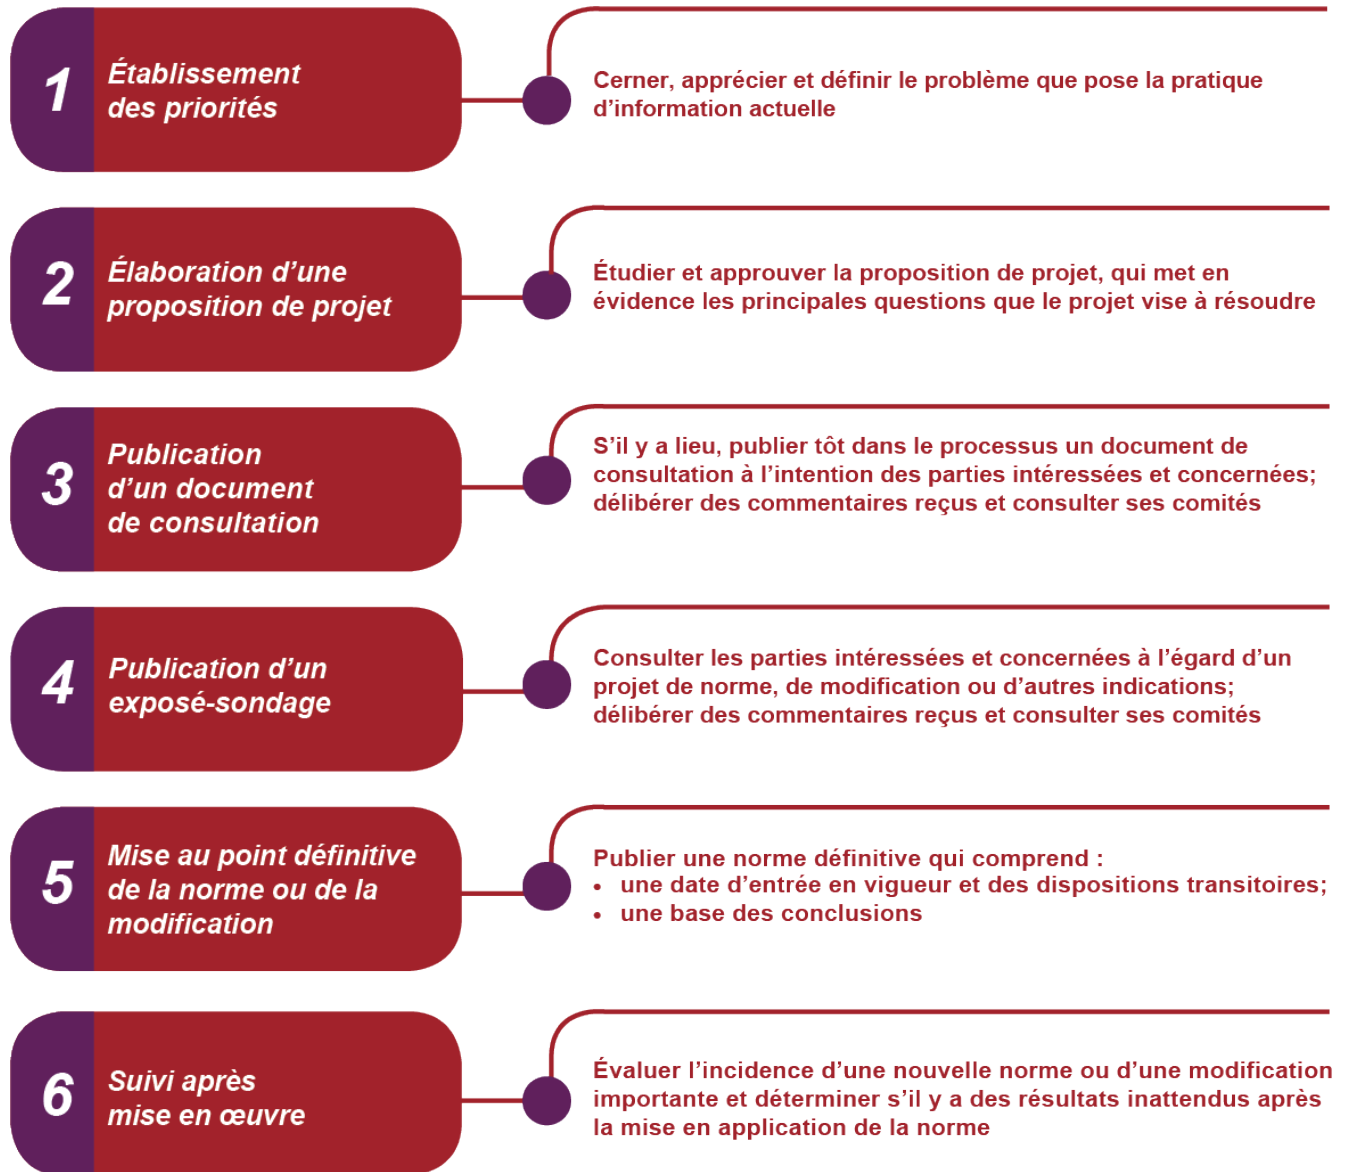 1
Établissement
des priorités
Cerner, apprécier et définir le problème que pose la pratique
d’information actuelle
2
Élaboration d’une
proposition de projet
Étudier et approuver la proposition de projet, qui met en
évidence les principales questions que le projet vise à résoudre
3
Publication
d’un document
de consultation
S’il y a lieu, publier tôt dans le processus un document de
consultation à l’intention des parties intéressées et concernées;
délibérer des commentaires reçus et consulter ses comités
4
Publication d’un
exposé-sondage
Consulter les parties intéressées et concernées à l’égard d’un
projet de norme, de modification ou d’autres indications;
délibérer des commentaires reçus et consulter ses comités
5
Mise au point définitive
de la norme ou de la
modification
Publier une norme définitive qui comprend :
• une date d’entrée en vigueur et des dispositions transitoires;
• une base des conclusions
6
Suivi après
mise en œuvre
Évaluer l’incidence d’une nouvelle norme ou d’une modification
importante et déterminer s’il y a des résultats inattendus après
la mise en application de la norme